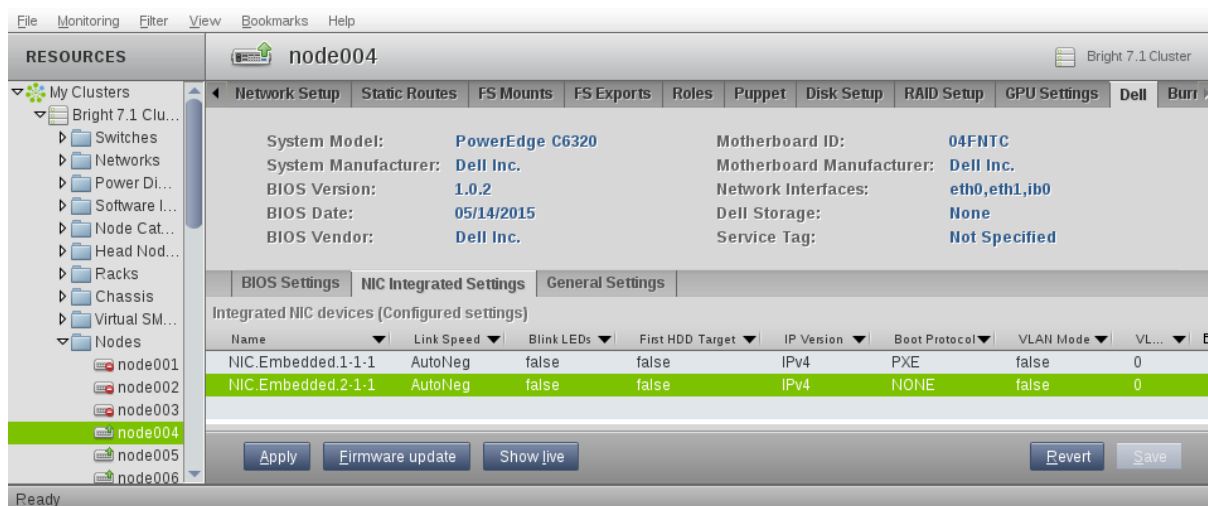 File Monitoring Filter View Bookmarks Help
RESOURCES
node004
Bright 7.1 Cluster
My Clusters
Bright 7.1 Clu...
Switches
Networks
Power Di...
Software I...
Node Cat...
Head Nod...
Racks
Chassis
Virtual SM...
Nodes
node001
node002
node003
node004
node005
node006
Network Setup Static Routes FS Mounts FS Exports Roles Puppet Disk Setup RAID Setup GPU Settings Dell Burr
System Model: PowerEdge C6320 Motherboard ID: 04FNTC
System Manufacturer: Dell Inc. Motherboard Manufacturer: Dell Inc.
BIOS Version: 1.0.2 Network Interfaces: eth0,eth1,ib0
BIOS Date: 05/14/2015 Dell Storage: None
BIOS Vendor: Dell Inc. Service Tag: Not Specified
BIOS Settings NIC Integrated Settings General Settings
Integrated NIC devices (Configured settings)
Name Link Speed Blink LEDs First HDD Target IP Version Boot Protocol VLAN Mode VL...
NIC.Embedded.1-1-1 AutoNeg false false IPv4 PXE false 0
NIC.Embedded.2-1-1 AutoNeg false false IPv4 NONE false 0
Apply Firmware update Show live Revert Save
Ready